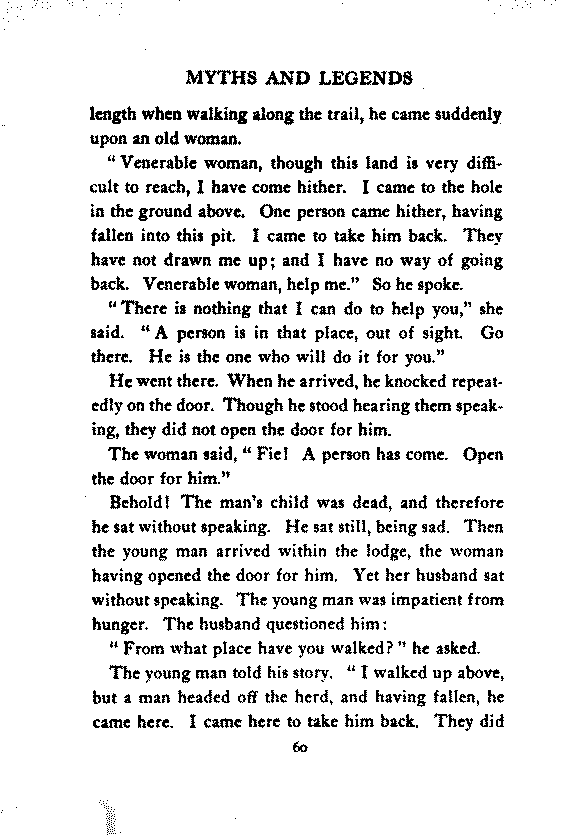 MYTHS AND LEGENDS
length when walking along the trail, he came suddenly
upon an old woman.
“ Venerable woman, though this land is very diffi-
cult to reach, I have come hither. I came to the hole
in the ground above. One person came hither, having
fallen into this pit. I came to take him back. They
have not drawn me up; and I have no way of going
back. Venerable woman, help me.” So he spoke.
“ There is nothing that I can do to help you,” she
said. “ A person is in that place, out of sight. Go
there. He is the one who will do it for you.”
He went there. When he arrived, he knocked repeat-
edly on the door. Though he stood hearing them speak-
ing, they did not open the door for him.
The woman said, “ Fie! A person has come. Open
the door for him.”
Behold! The man’s child was dead, and therefore
he sat without speaking. He sat still, being sad. Then
the young man arrived within the lodge, the woman
having opened the door for him. Yet her husband sat
without speaking. The young man was impatient from
hunger. The husband questioned him:
“ From what place have you walked? ” he asked.
The young man told his story. “ I walked up above,
but a man headed off the herd, and having fallen, he
came here. I came here to take him back. They did
60